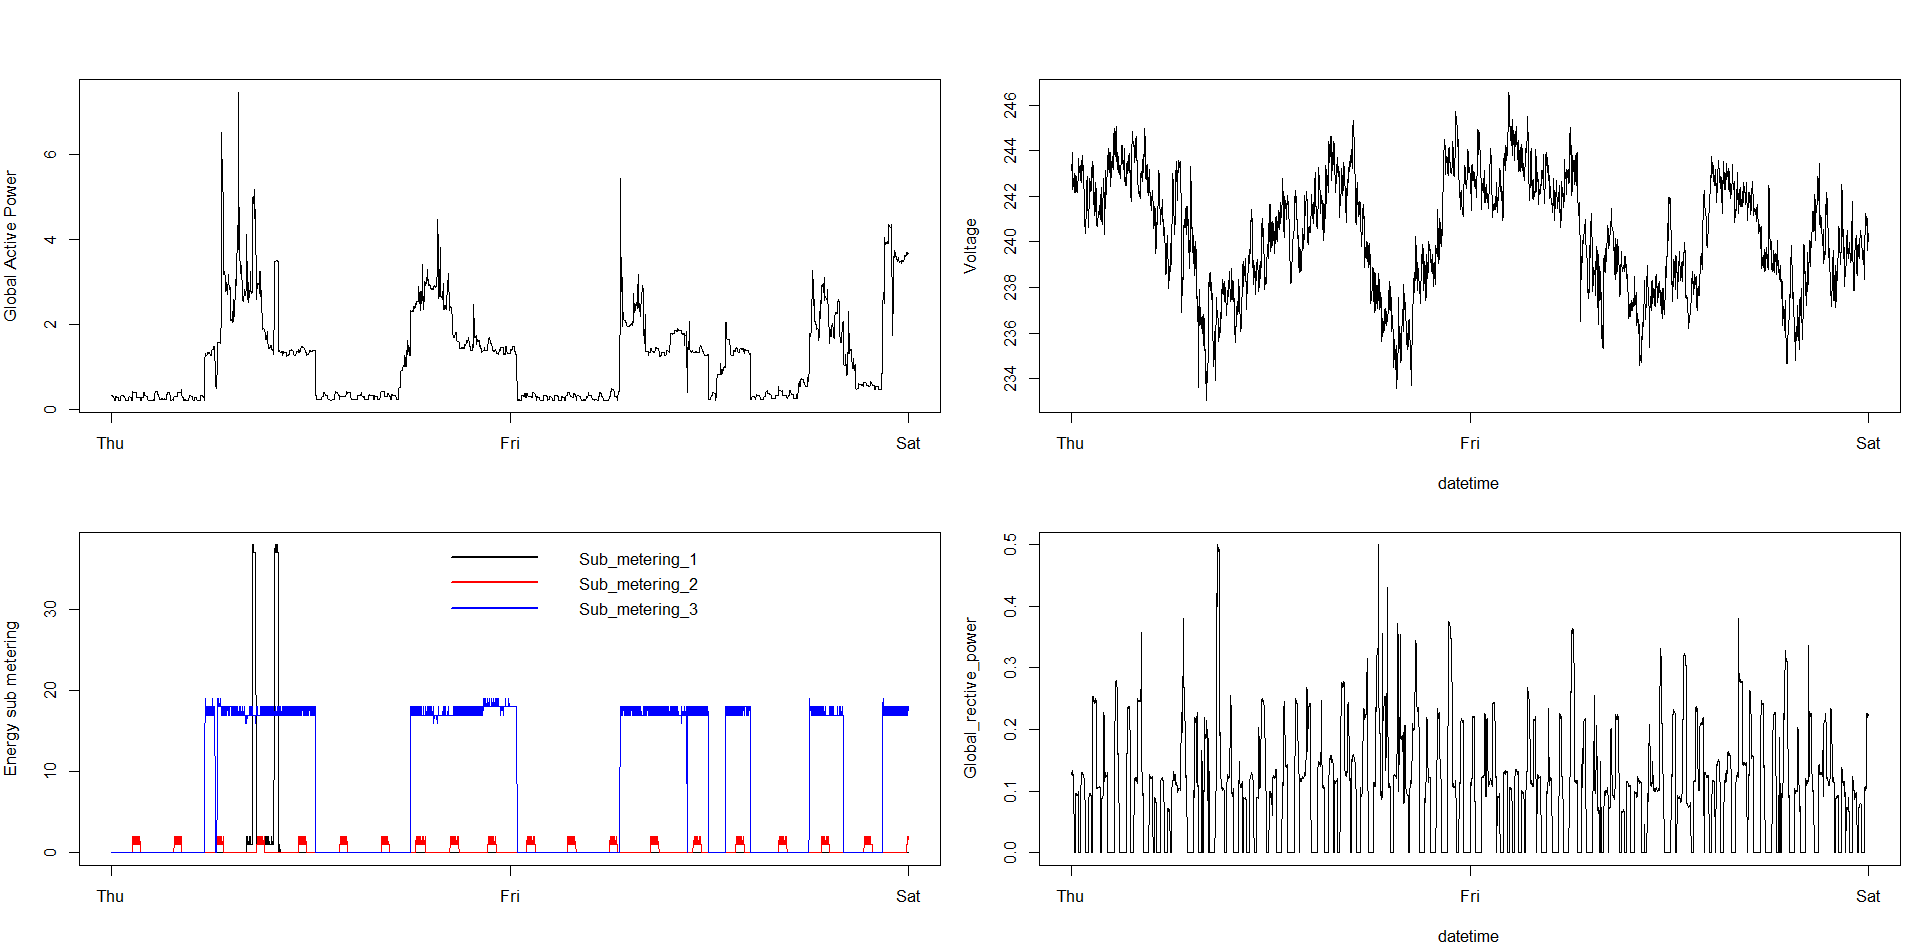 Global Active Power
0
2
4
6
Thu
Fri
Sat
Voltage
234
236
238
240
242
244
246
Thu
Fri
Sat
datetime
Energy sub metering
0
10
20
30
Sub_metering_1
Sub_metering_2
Sub_metering_3
Thu
Fri
Sat
Global_rective_power
0.0
0.1
0.2
0.3
0.4
0.5
Thu
Fri
Sat
datetime